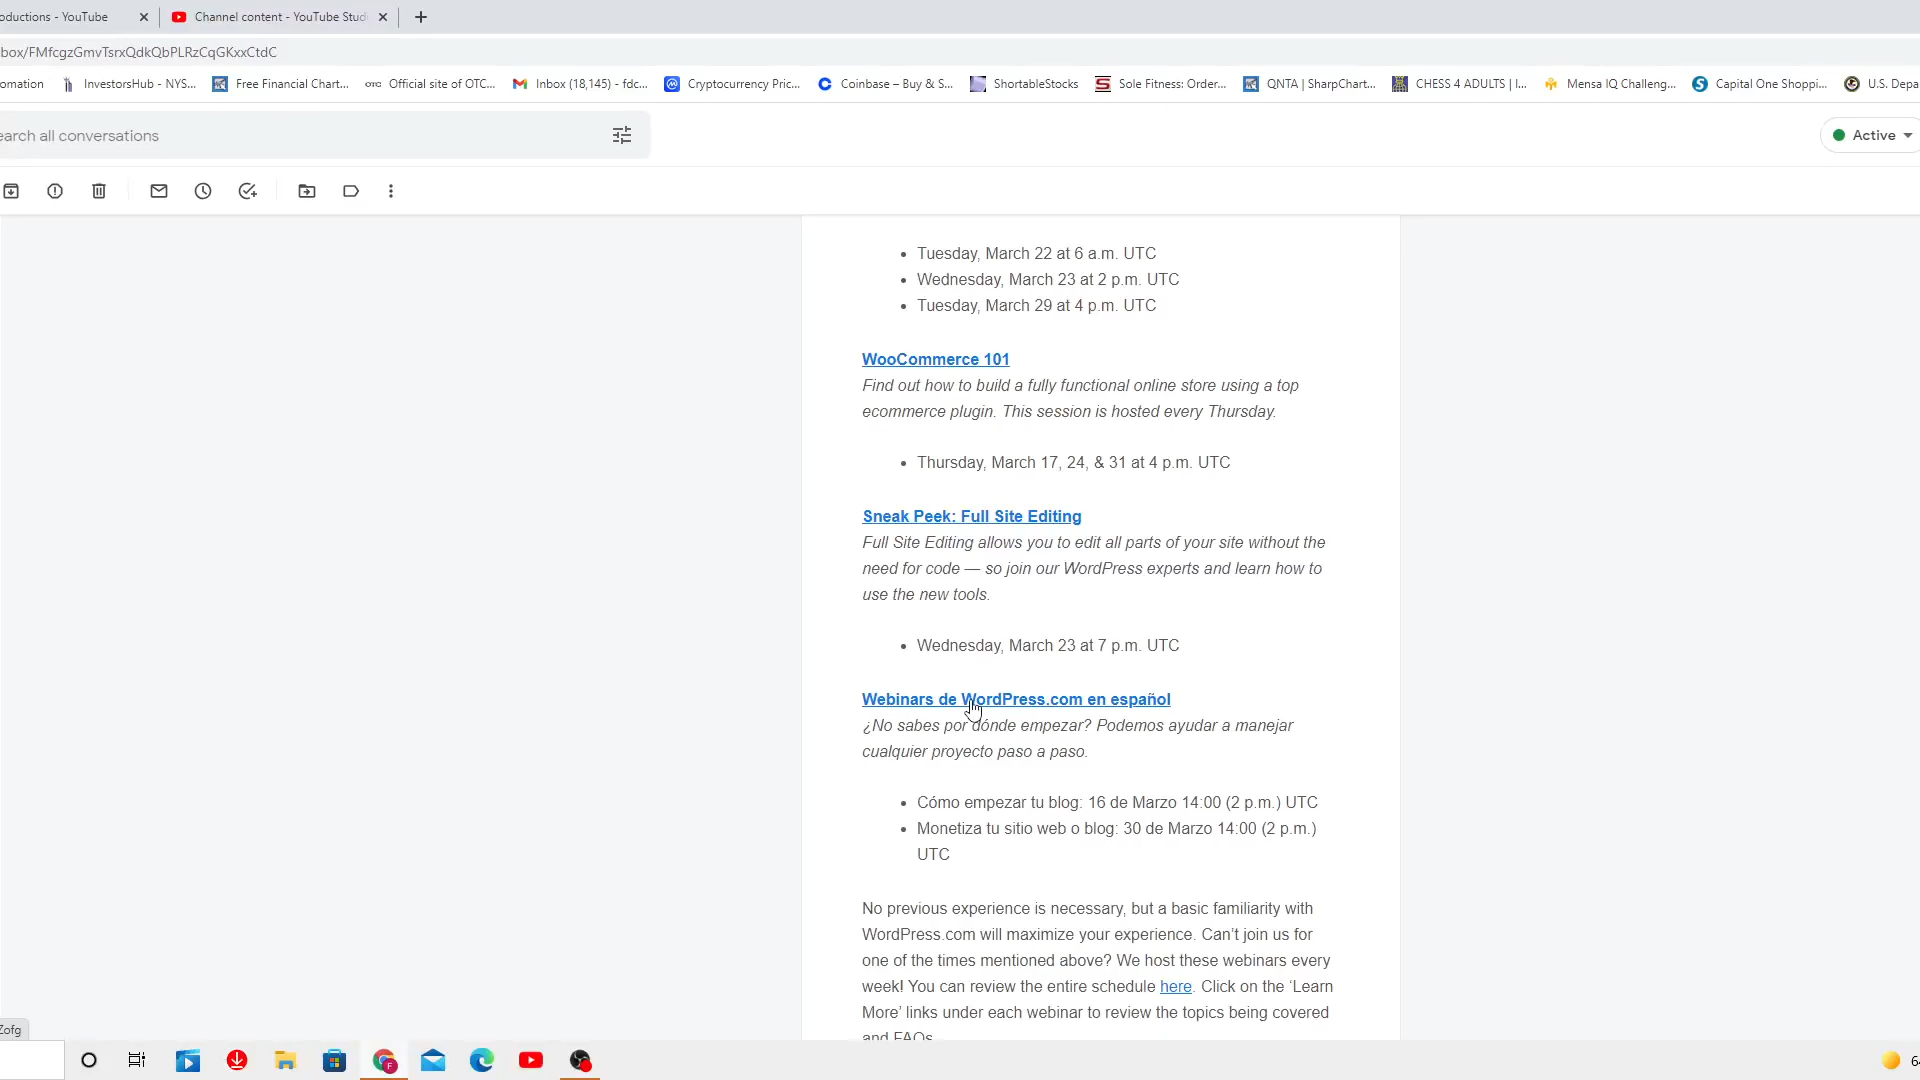 oductions - YouTube
Channel content - YouTube Stud
box/FMfcgzGmvTsrxQdkQbPLRzCqGKxxCtdC
omation
InvestorsHub - NYS...
Free Financial Chart...
Official site of OTC...
Inbox (18,145) - fdc...
Cryptocurrency Pric...
Coinbase – Buy & S...
ShortableStocks
Sole Fitness: Order...
QNTA | SharpChart...
CHESS 4 ADULTS | I...
Mensa IQ Challeng...
Capital One Shoppi...
U.S. Depa
earch all conversations
Active
Tuesday, March 22 at 6 a.m. UTC
Wednesday, March 23 at 2 p.m. UTC
Tuesday, March 29 at 4 p.m. UTC
WooCommerce 101
Find out how to build a fully functional online store using a top
ecommerce plugin. This session is hosted every Thursday.
Thursday, March 17, 24, & 31 at 4 p.m. UTC
Sneak Peek: Full Site Editing
Full Site Editing allows you to edit all parts of your site without the
need for code — so join our WordPress experts and learn how to
use the new tools.
Wednesday, March 23 at 7 p.m. UTC
Webinars de WordPress.com en español
¿No sabes por dónde empezar? Podemos ayudar a manejar
cualquier proyecto paso a paso.
Cómo empezar tu blog: 16 de Marzo 14:00 (2 p.m.) UTC
Monetiza tu sitio web o blog: 30 de Marzo 14:00 (2 p.m.)
UTC
No previous experience is necessary, but a basic familiarity with
WordPress.com will maximize your experience. Can't join us for
one of the times mentioned above? We host these webinars every
week! You can review the entire schedule here. Click on the ‘Learn
More’ links under each webinar to review the topics being covered
and FAQs.
Zofg
64